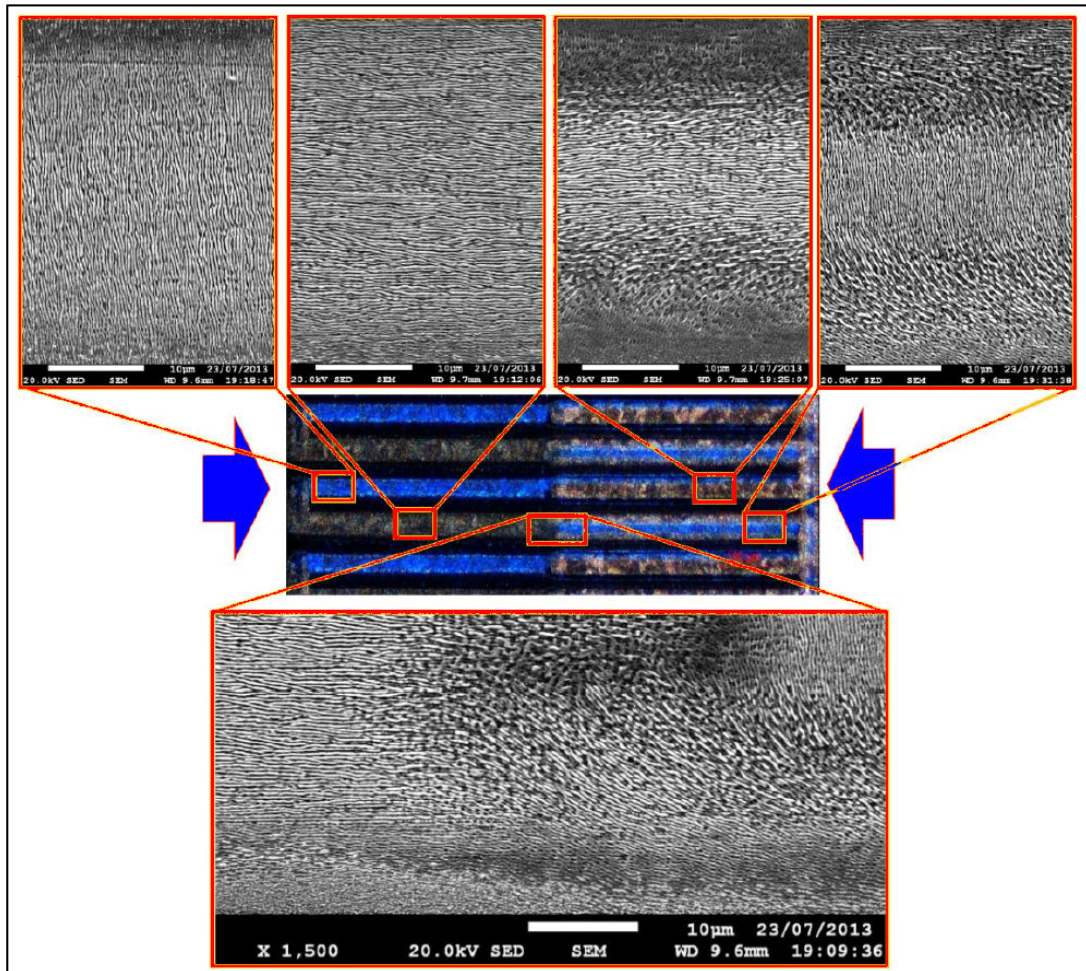 10μm 23/07/2013
20.0kV SED SEM WD 9.6mm 19:18:47
10μm 23/07/2013
20.0kV SED SEM WD 9.7mm 19:12:06
10μm 23/07/2013
20.0kV SED SEM WD 9.7mm 19:25:07
10μm 23/07/2013
20.0kV SED SEM WD 9.6mm 19:31:38
10μm 23/07/2013
X 1,500 20.0kV SED SEM WD 9.6mm 19:09:36